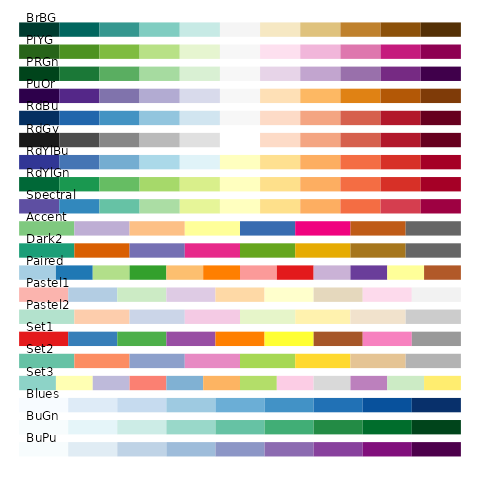 BrBG
PiYG
PRGn
PuOr
RdBu
RdGy
RdYlBu
RdYlGn
Spectral
Accent
Dark2
Paired
Pastel1
Pastel2
Set1
Set2
Set3
Blues
BuGn
BuPu